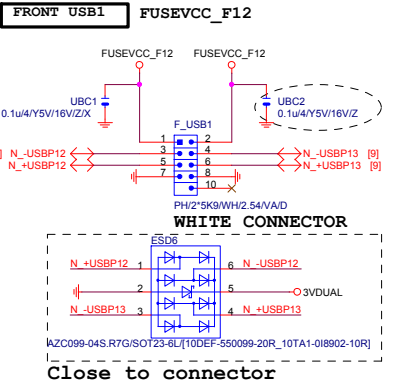 FRONT USB1 FUSEVCC_F12
FUSEVCC_F12 FUSEVCC_F12
UBC1
0.1u/4/Y5V/16V/Z/X
UBC2
0.1u/4/Y5V/16V/Z
F_USB1
1 2
N_-USBP12 3 4 N_-USBP13 [9]
N_+USBP12 5 6 N_+USBP13 [9]
7 8
10
PH/2*5K9/WH/2.54/VA/D
WHITE CONNECTOR
ESD6
N_+USBP12 1 6 N_-USBP12
2 5 3VDUAL
N_-USBP13 3 4 N_+USBP13
AZC099-04S.R7G/SOT23-6L/[10DEF-550099-20R_10TA1-0I8902-10R]
Close to connector